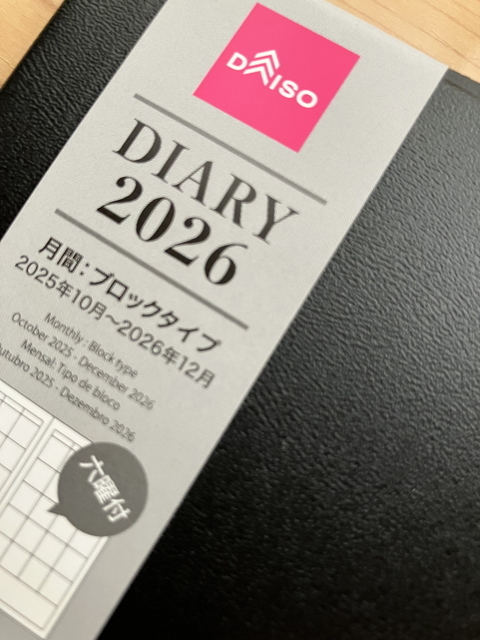 DAISO
DIARY
2026
月間：ブロックタイプ
2025年10月～2026年12月
Monthly : Block type
October 2025 - December 2026
Mensal: Tipo de bloco
Outubro 2025 - Dezembro 2026
六曜付